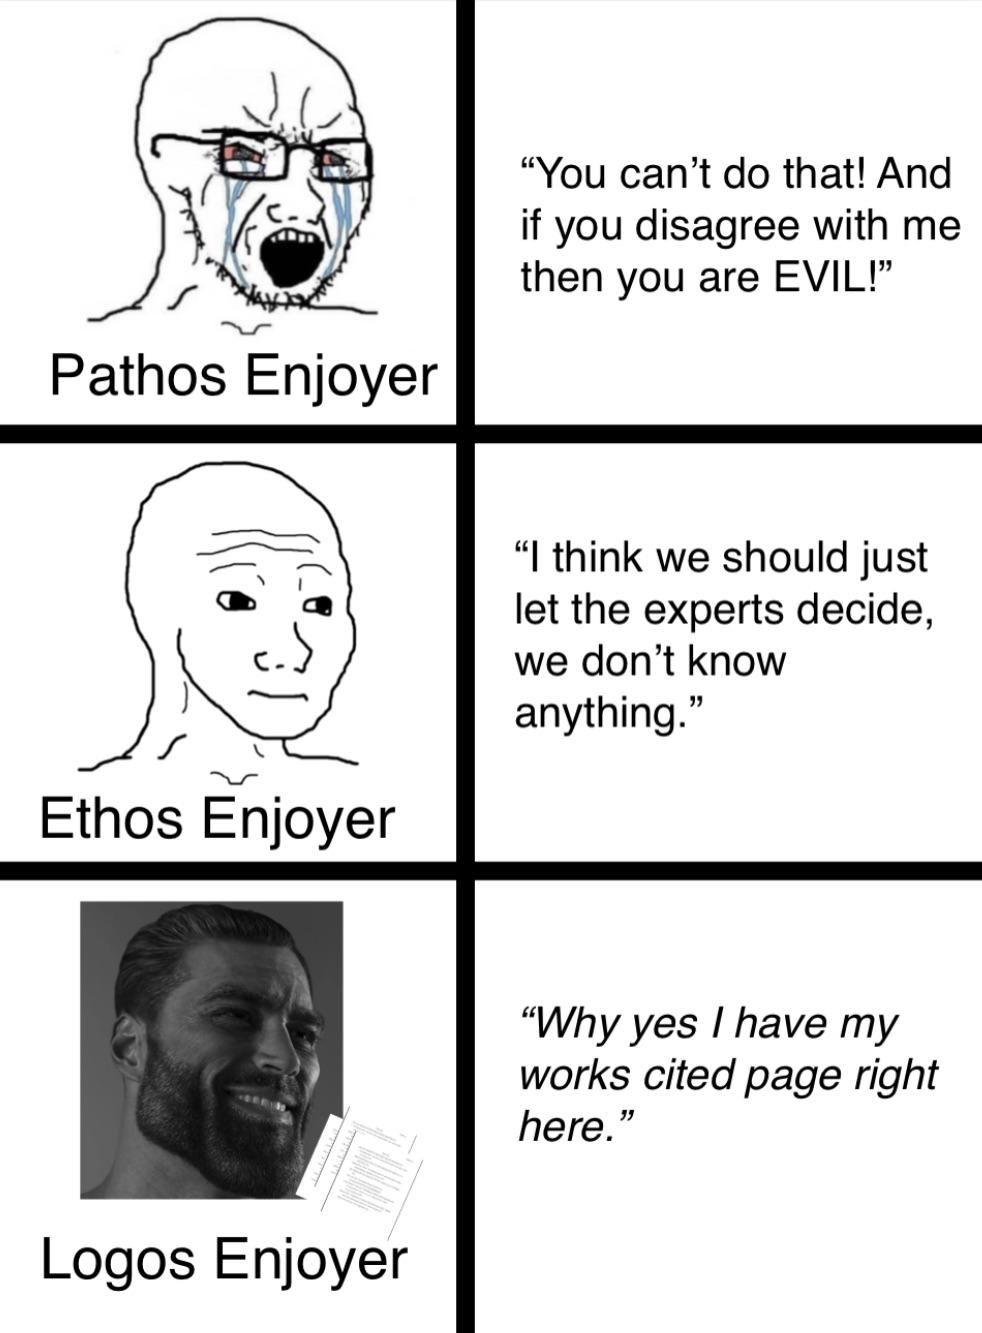 “You can’t do that! And
if you disagree with me
then you are EVIL!”
Pathos Enjoyer
“I think we should just
let the experts decide,
we don’t know
anything.”
Ethos Enjoyer
“Why yes I have my
works cited page right
here.”
Logos Enjoyer